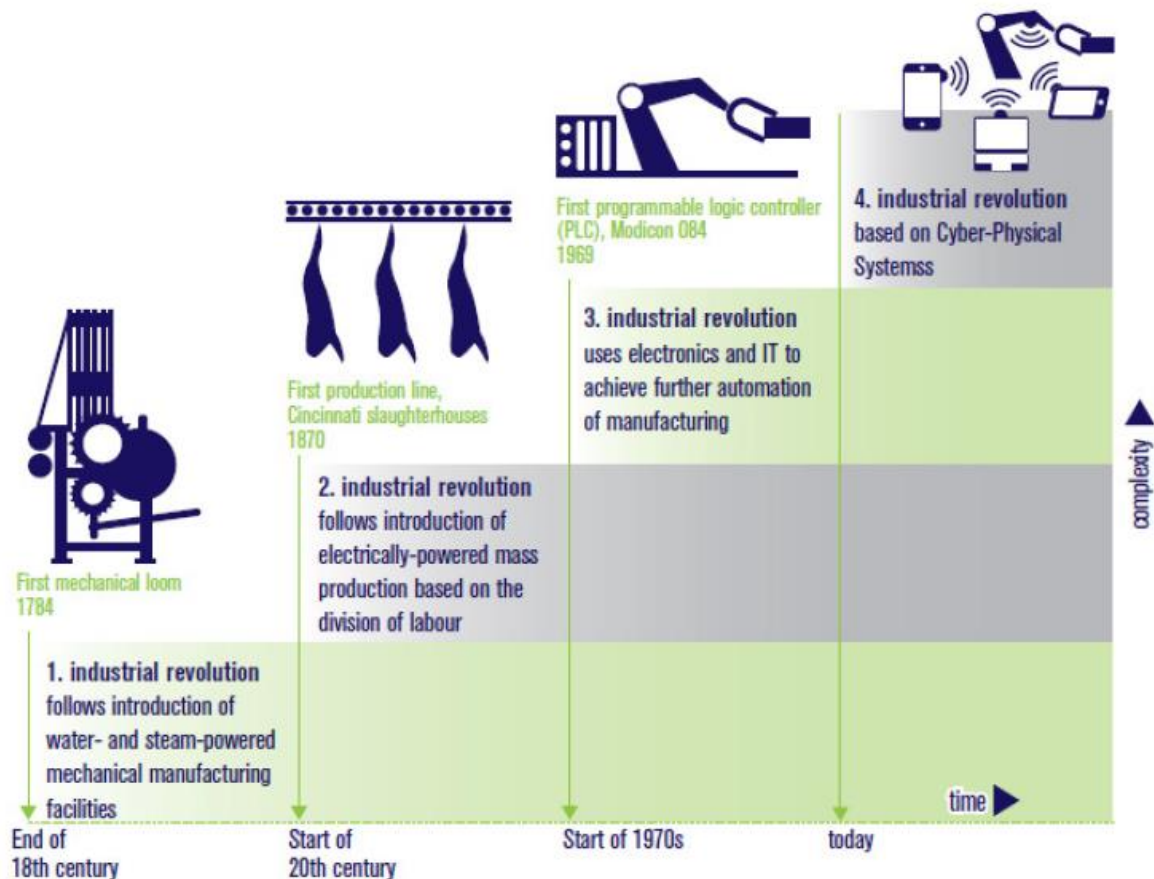 4. industrial revolution
based on Cyber-Physical
Systemss
First programmable logic controller
(PLC), Modicon 084
1969
3. industrial revolution
uses electronics and IT to
achieve further automation
of manufacturing
First production line,
Cincinnati slaughterhouses
1870
2. industrial revolution
follows introduction of
electrically-powered mass
production based on the
division of labour
First mechanical loom
1784
1. industrial revolution
follows introduction of
water- and steam-powered
mechanical manufacturing
facilities
complexity
time
End of
18th century
Start of
20th century
Start of 1970s
today